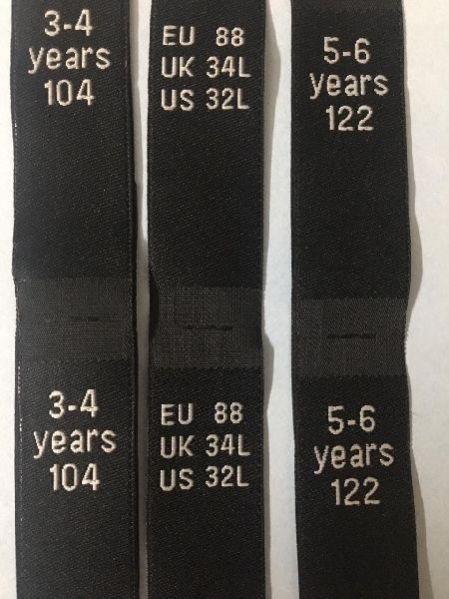 3-4
years
104
EU 88
UK 34L
US 32L
5-6
years
122
3-4
years
104
EU 88
UK 34L
US 32L
5-6
years
122